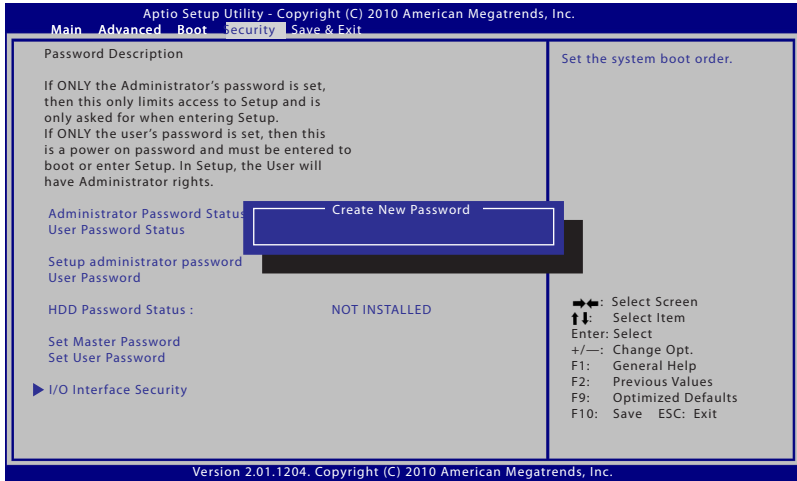 Aptio Setup Utility - Copyright (C) 2010 American Megatrends, Inc.
Main Advanced Boot Security Save & Exit
Password Description
If ONLY the Administrator's password is set,
then this only limits access to Setup and is
only asked for when entering Setup.
If ONLY the user's password is set, then this
is a power on password and must be entered to
boot or enter Setup. In Setup, the User will
have Administrator rights.
Administrator Password Status
User Password Status
Create New Password
Setup administrator password
User Password
HDD Password Status : NOT INSTALLED
Set Master Password
Set User Password
I/O Interface Security
Set the system boot order.
→←: Select Screen
↑↓: Select Item
Enter: Select
+/—: Change Opt.
F1: General Help
F2: Previous Values
F9: Optimized Defaults
F10: Save ESC: Exit
Version 2.01.1204. Copyright (C) 2010 American Megatrends, Inc.